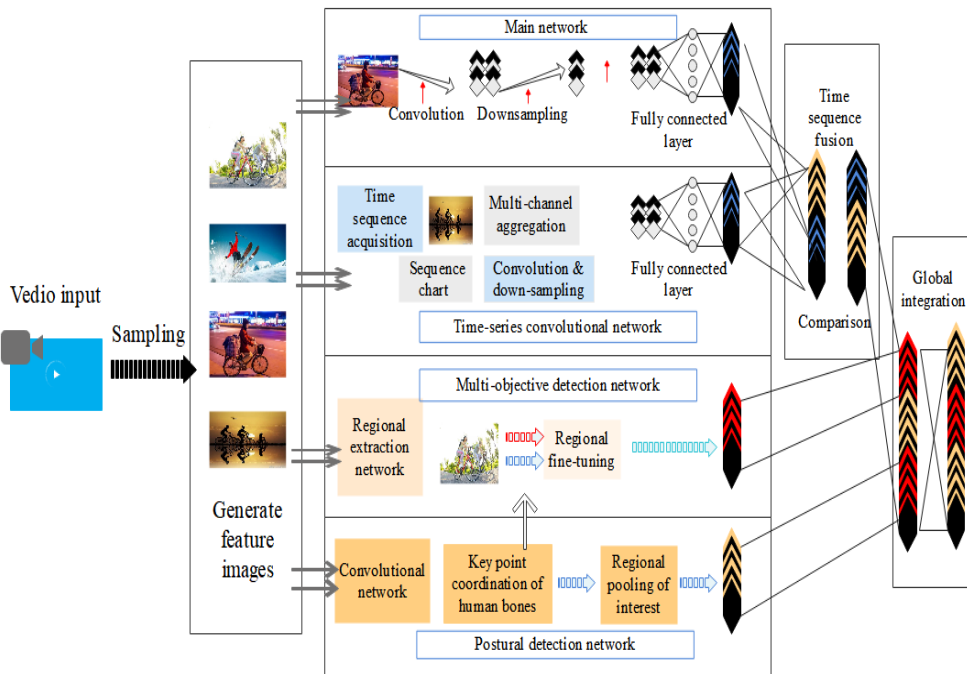 Vedio input
Sampling
Generate
feature
images
Main network
Convolution
Downsampling
Fully connected
layer
Time
sequence
acquisition
Multi-channel
aggregation
Sequence
chart
Convolution &
down-sampling
Fully connected
layer
Time-series convolutional network
Multi-objective detection network
Regional
extraction
network
Regional
fine-tuning
Convolutional
network
Key point
coordination of
human bones
Regional
pooling of
interest
Postural detection network
Time
sequence
fusion
Comparison
Global
integration